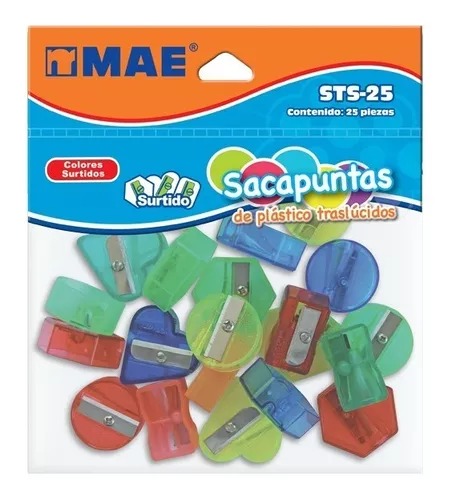 MAE®
STS-25
Contenido: 25 piezas
Colores
Surtidos
Surtido
Sacapuntas
de plástico traslúcidos